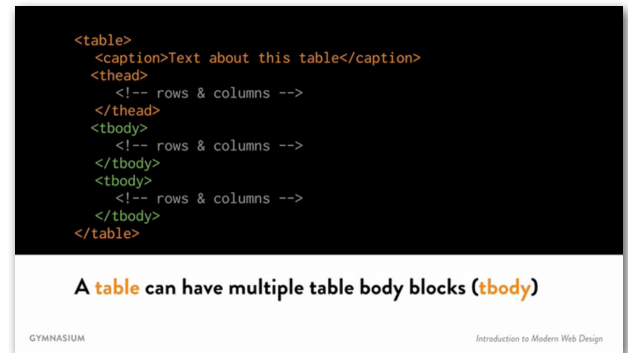 <table>
<caption>Text about this table</caption>
<thead>
<!-- rows & columns -->
</thead>
<tbody>
<!-- rows & columns -->
</tbody>
<tbody>
<!-- rows & columns -->
</tbody>
</table>
A table can have multiple table body blocks (tbody)
GYMNASIUM
Introduction to Modern Web Design